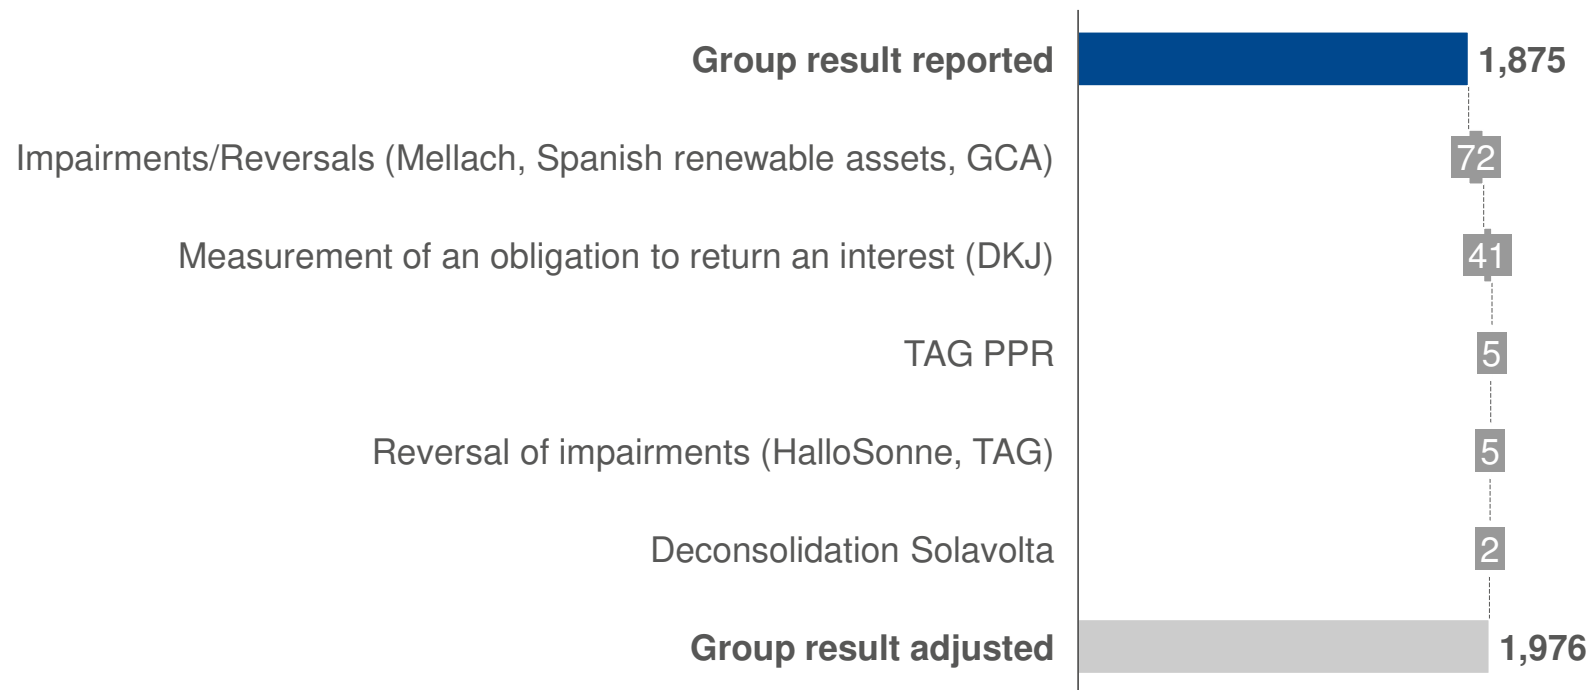 Group result reported 1,875
Impairments/Reversals (Mellach, Spanish renewable assets, GCA) 72
Measurement of an obligation to return an interest (DKJ) 41
TAG PPR 5
Reversal of impairments (HalloSonne, TAG) 5
Deconsolidation Solavolta 2
Group result adjusted 1,976